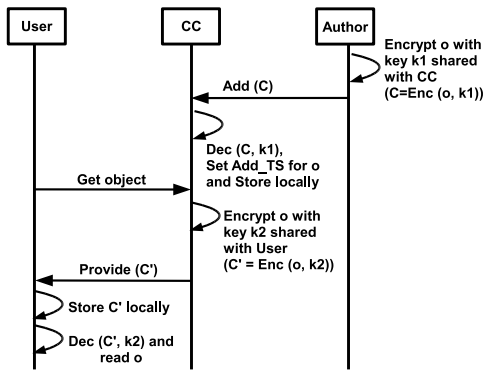 User
CC
Author
Encrypt o with
key k1 shared
with CC
(C=Enc (o, k1))
Add (C)
Dec (C, k1),
Set Add_TS for o
and Store locally
Get object
Encrypt o with
key k2 shared
with User
(C' = Enc (o, k2))
Provide (C')
Store C' locally
Dec (C', k2) and
read o